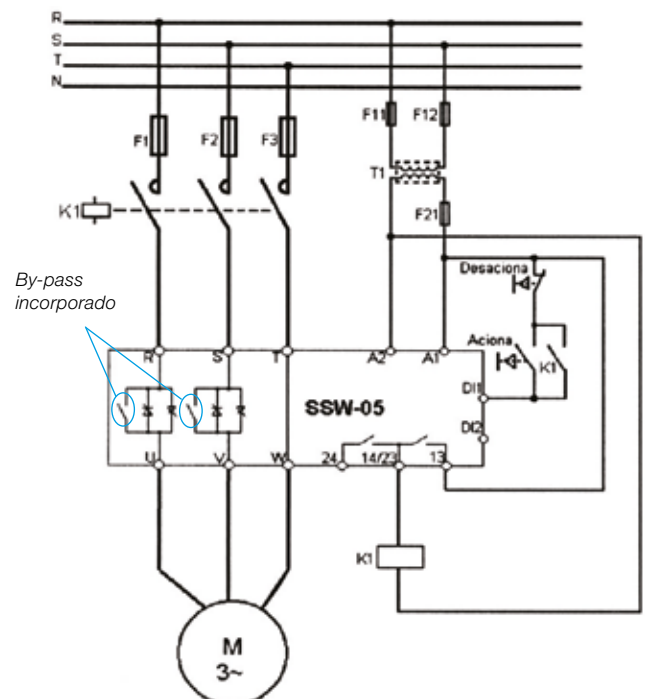 R
S
T
N
F1
F2
F3
F11
F12
T1
F21
K1
By-pass
incorporado
Desaciona
Aciona
K1
R
S
T
A2
A1
SSW-05
DI1
DI2
U
V
W
24
14/23
13
K1
M
3~